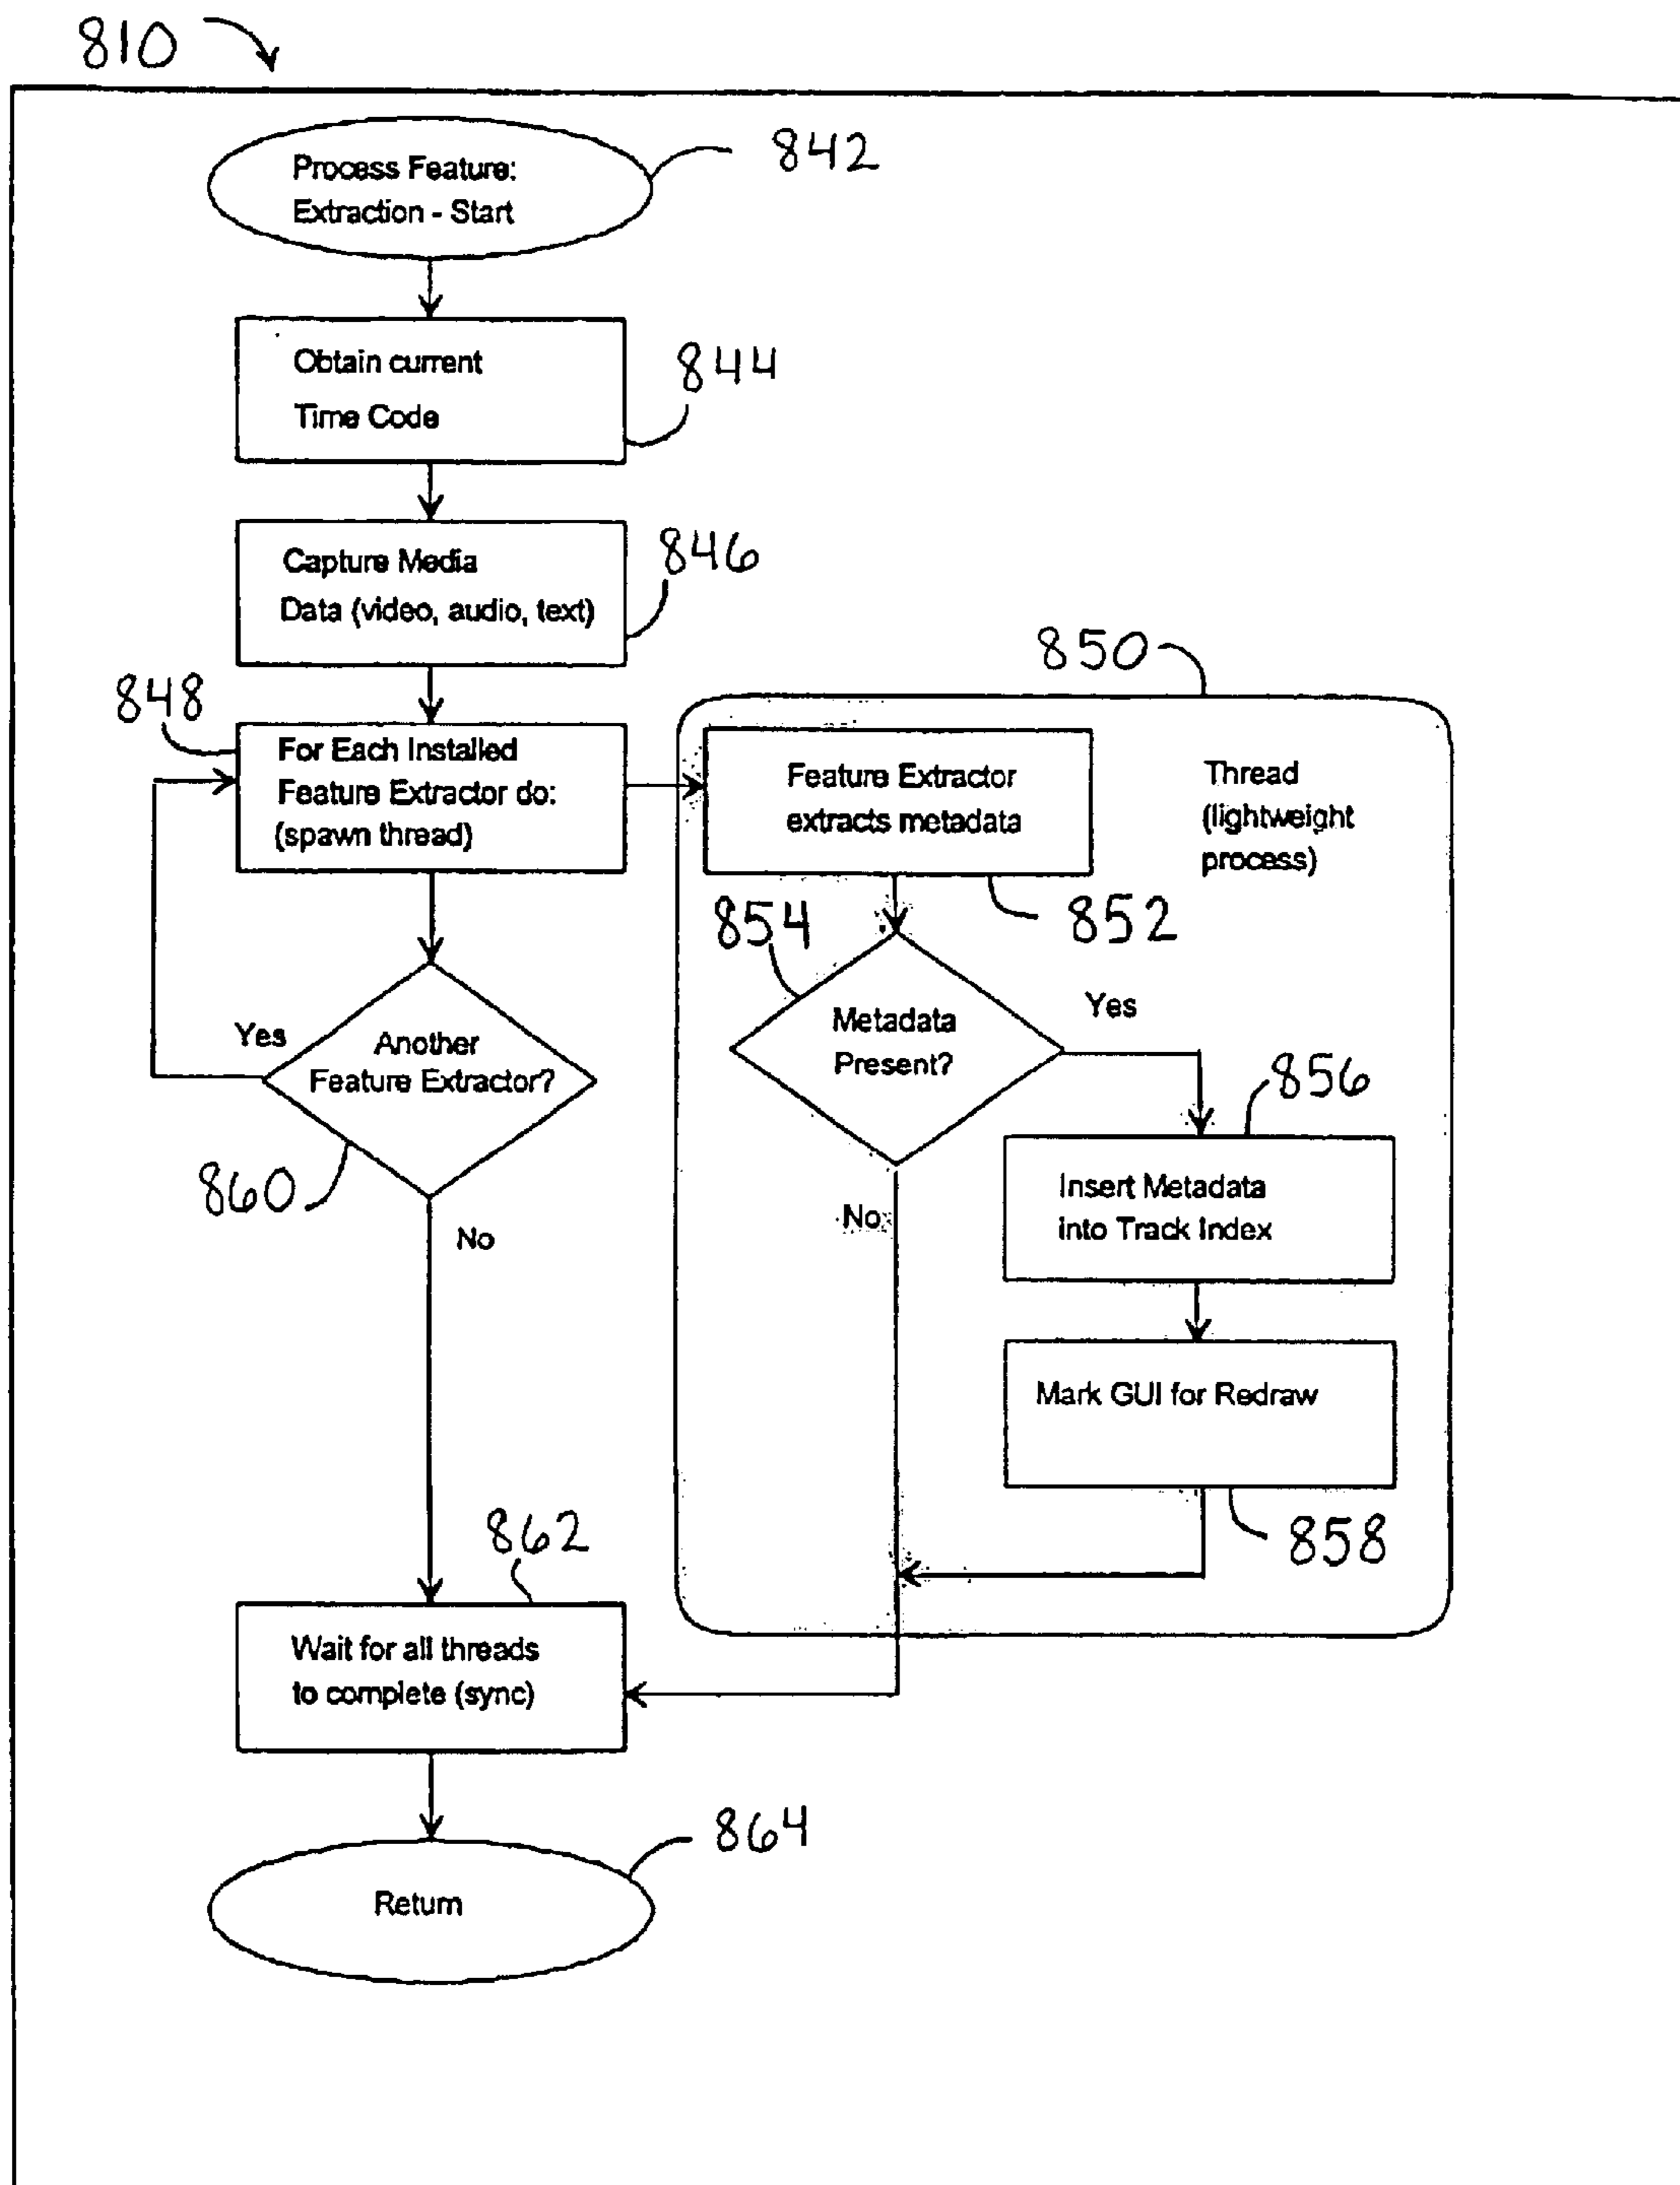 810
Process Feature:
Extraction - Start
842
Obtain current
Time Code
844
Capture Media
Data (video, audio, text)
846
848
For Each Installed
Feature Extractor do:
(spawn thread)
850
Feature Extractor
extracts metadata
Thread
(lightweight
process)
852
854
Metadata
Present?
Yes
No
856
Insert Metadata
into Track Index
Mark GUI for Redraw
858
Yes
Another
Feature Extractor?
860
No
862
Wait for all threads
to complete (sync)
864
Return